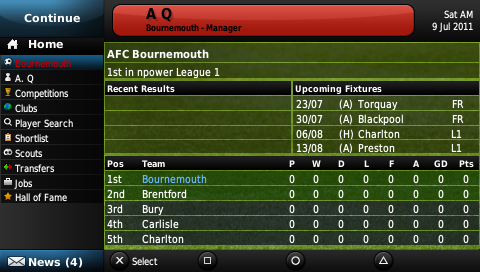 Continue
A Q
Bournemouth - Manager
Sat AM
9 Jul 2011
Home
Bournemouth
A. Q
Competitions
Clubs
Player Search
Shortlist
Scouts
Transfers
Jobs
Hall of Fame
News (4)
AFC Bournemouth
1st in npower League 1
Recent Results
Upcoming Fixtures
23/07 (A) Torquay FR
30/07 (A) Blackpool FR
06/08 (H) Charlton L1
13/08 (A) Preston L1
Pos Team P W D L F A GD Pts
1st Bournemouth 0 0 0 0 0 0 0 0
2nd Brentford 0 0 0 0 0 0 0 0
3rd Bury 0 0 0 0 0 0 0 0
4th Carlisle 0 0 0 0 0 0 0 0
5th Charlton 0 0 0 0 0 0 0 0
Select